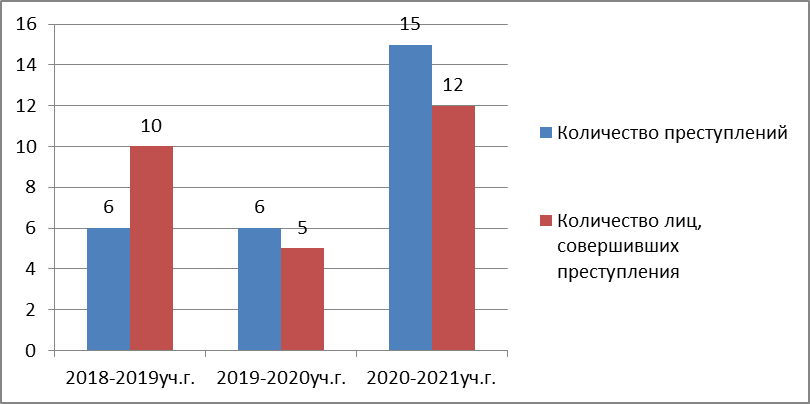 16
14
12
10
8
6
4
2
0
6
10
6
5
15
12
2018-2019уч.г.
2019-2020уч.г.
2020-2021уч.г.
Количество преступлений
Количество лиц,
совершивших
преступления